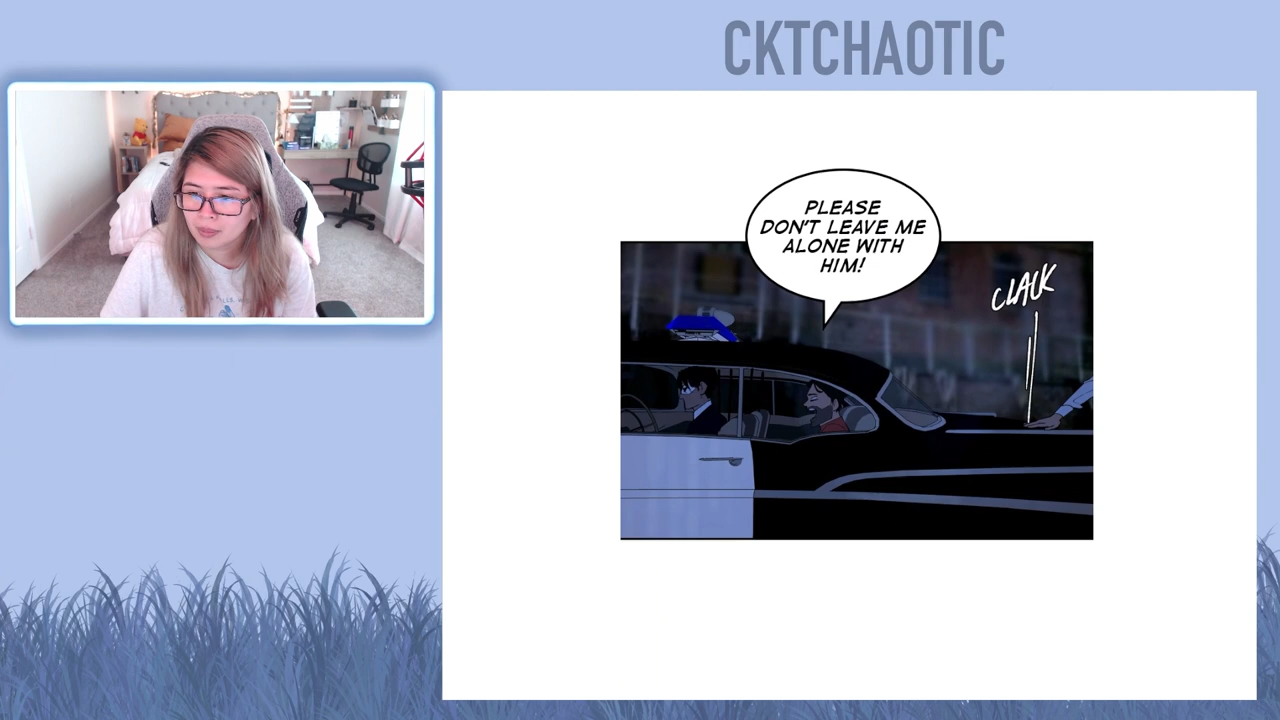 CKTCHAOTIC
PLEASE
DON'T LEAVE ME
ALONE WITH
HIM!
CLACK